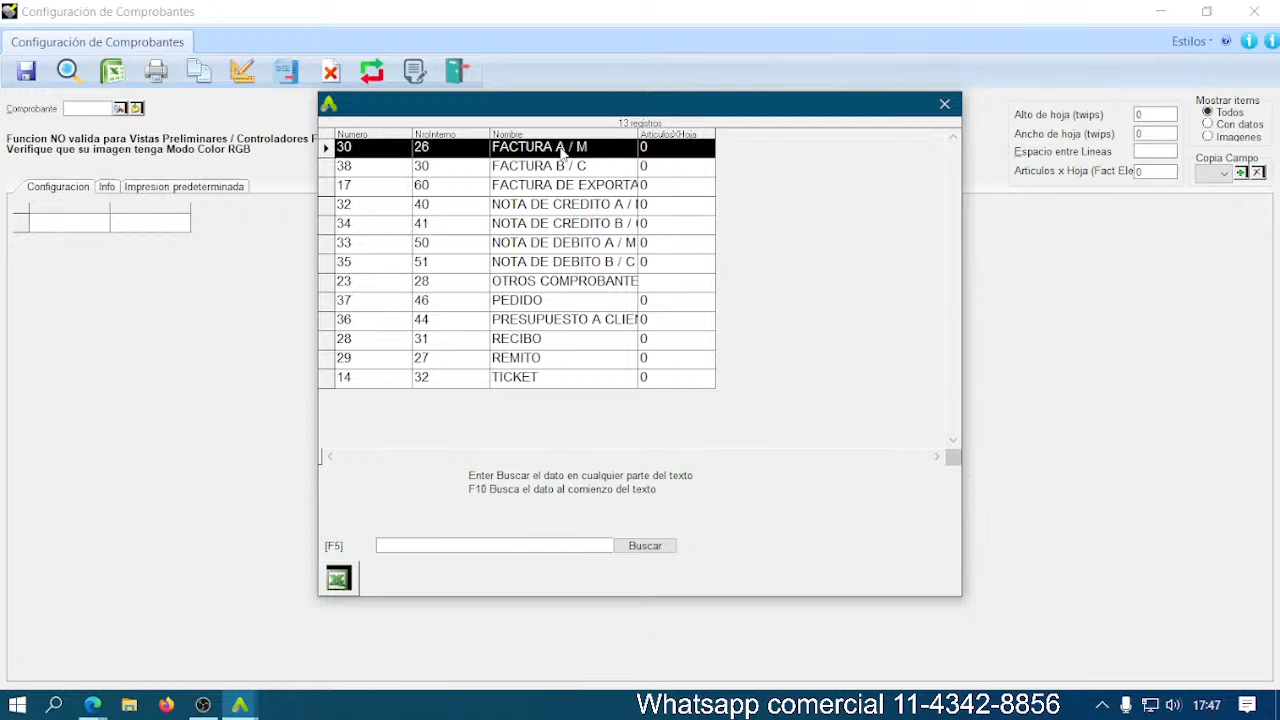 Configuración de Comprobantes
Configuración de Comprobantes
Estilos
Comprobante
Funcion NO valida para Vistas Preliminares / Controladores F
Verifique que su imagen tenga Modo Color RGB
Configuracion Info Impresion predeterminada
Alto de hoja (twips) 0
Ancho de hoja (twips) 0
Espacio entre Lineas
Articulos x Hoja (Fact Ele 0
Mostrar items
Todos
Con datos
Imagenes
Copia Campo
13 registros
Numero NroInterno Nombre ArticulosXHoja
30 26 FACTURA A / M 0
38 30 FACTURA B / C 0
17 60 FACTURA DE EXPORTA 0
32 40 NOTA DE CREDITO A / 0
34 41 NOTA DE CREDITO B / 0
33 50 NOTA DE DEBITO A / M 0
35 51 NOTA DE DEBITO B / C 0
23 28 OTROS COMPROBANTE
37 46 PEDIDO 0
36 44 PRESUPUESTO A CLIE 0
28 31 RECIBO 0
29 27 REMITO 0
14 32 TICKET 0
Enter Buscar el dato en cualquier parte del texto
F10 Busca el dato al comienzo del texto
[F5] Buscar
Whatsapp comercial 11-4342-8856
17:47